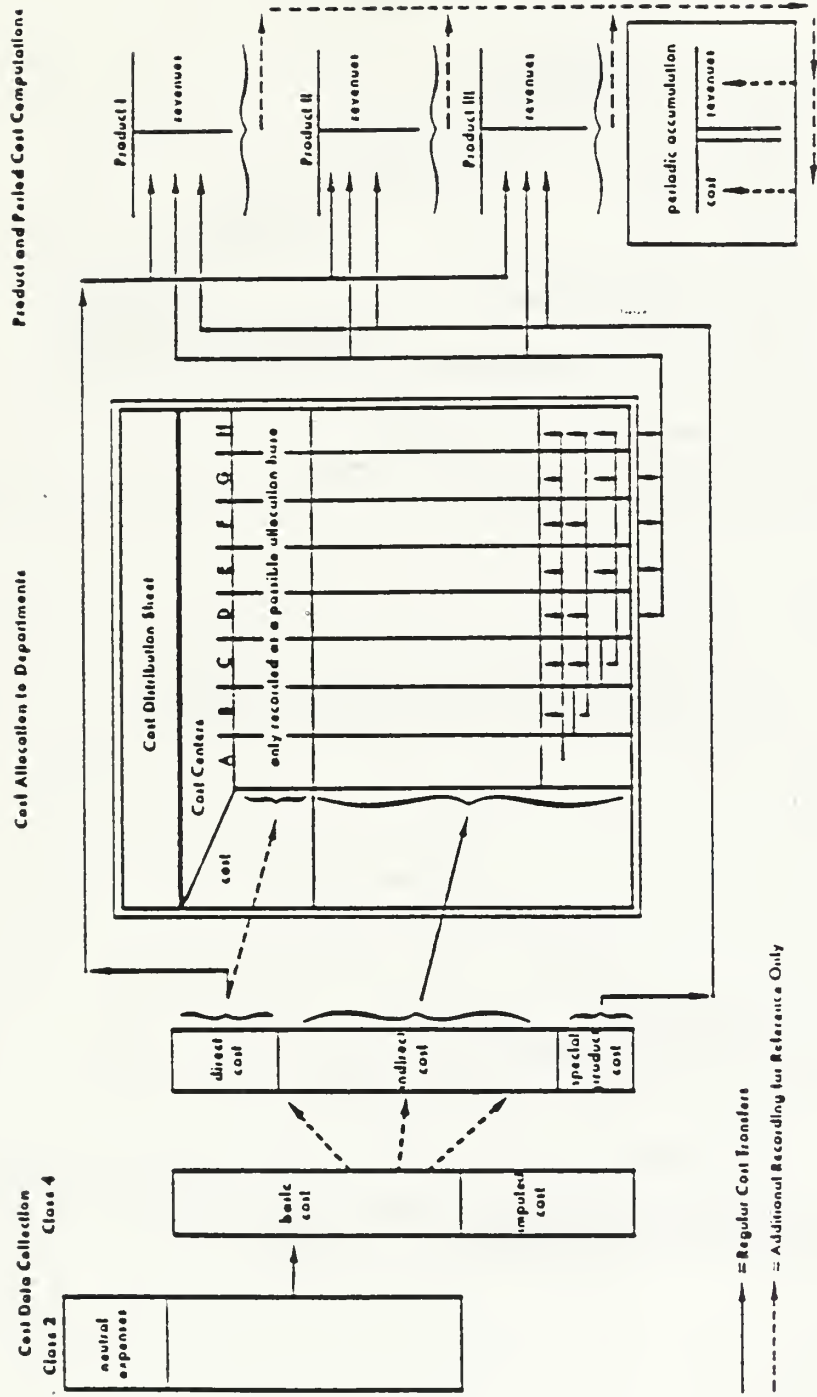 Cost Data Collection
Class 2
Class 4
neutral
expenses
basic
cost
imputed
cost
direct
cost
indirect
cost
special
product
cost
Cost Allocation to Departments
Cost Distribution Sheet
Cost Centers
cost
A B C D E F G H
only recorded as a possible allocation base
Product and Period Cost Computations
Product I
revenues
Product II
revenues
Product III
revenues
periodic accumulation
cost
revenues
= Regular Cost Transfers
= Additional Recording for Reference Only